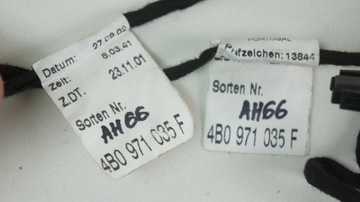 Datum: 27.09.02
Zeit: 8.03.41
Z.DT. 23.11.01
Sorten Nr.
AH66
4B0 971 035 F
PORTUGAL
Prüfzeichen: 13844
Sorten Nr.
AH66
4B0 971 035 F